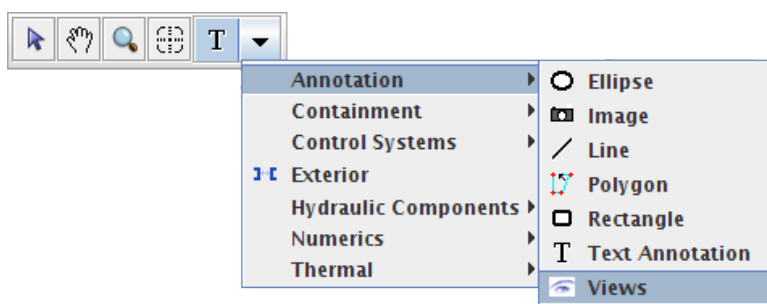 T
Annotation
Containment
Control Systems
Exterior
Hydraulic Components
Numerics
Thermal
Ellipse
Image
Line
Polygon
Rectangle
T Text Annotation
Views